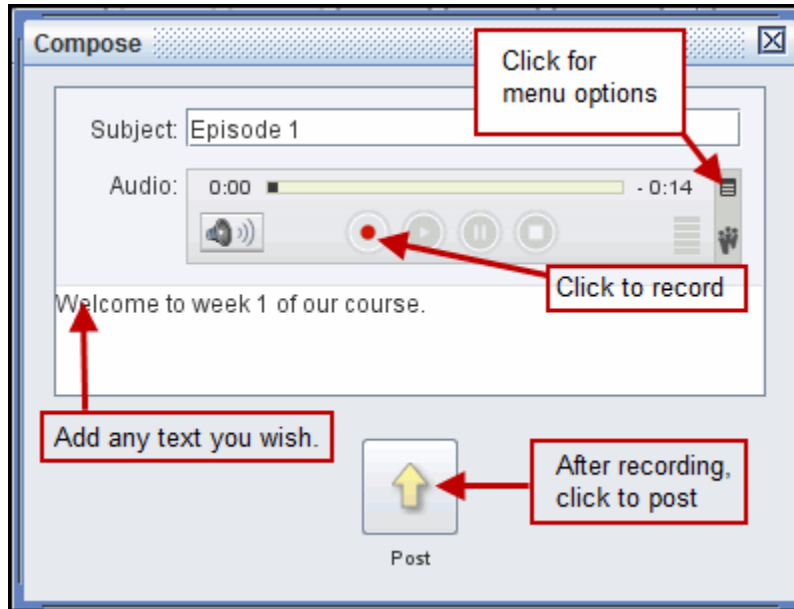 Compose
Click for
menu options
Subject: Episode 1
Audio: 0:00 - 0:14
Click to record
Welcome to week 1 of our course.
Add any text you wish.
After recording,
click to post
Post